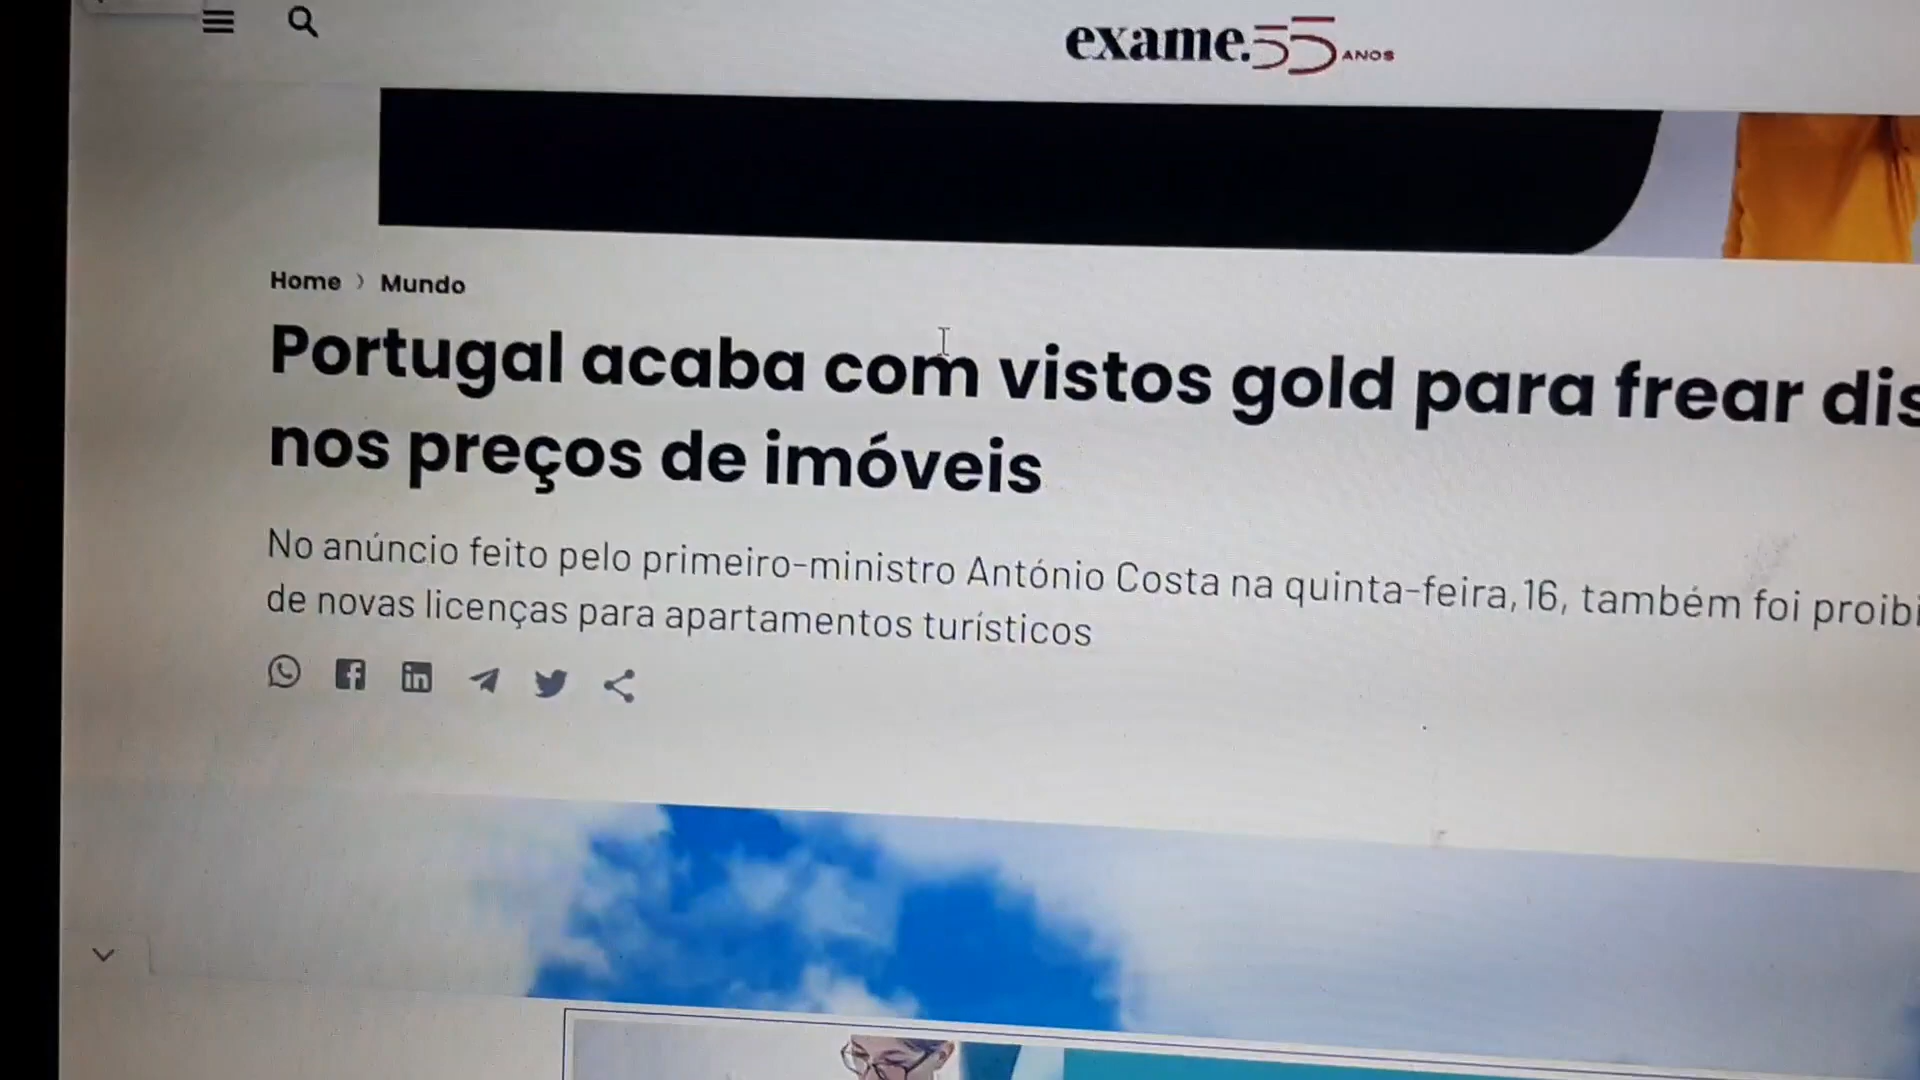 exame.55 ANOS
Home > Mundo
Portugal acaba com vistos gold para frear
nos preços de imóveis
No anúncio feito pelo primeiro-ministro António Costa na quinta-feira,16, também foi
de novas licenças para apartamentos turísticos